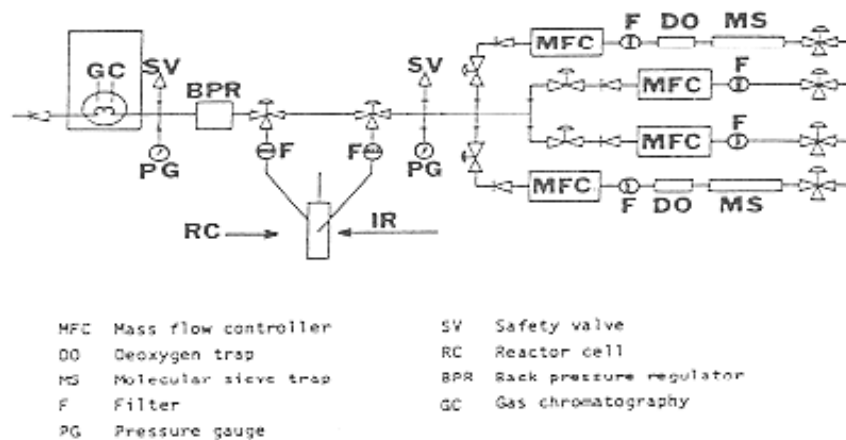 F DO MS
MFC
SV SV
GC F
BPR MFC
F
MFC
F F
PG PG
MFC
F DO MS
RC IR
MFC Mass flow controller
DO Deoxygen trap
MS Molecular sieve trap
F Filter
PG Pressure gauge
SV Safety valve
RC Reactor cell
BPR Back pressure regulator
GC Gas chromatography